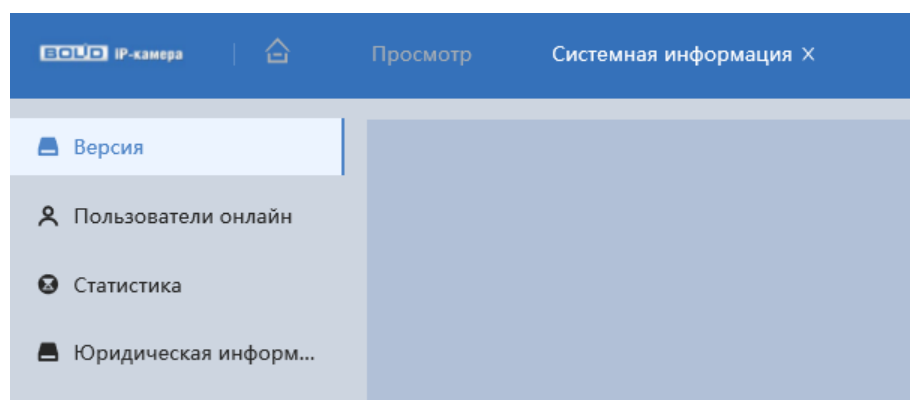 BOLID IP-камера Просмотр Системная информация X
Версия
Пользователи онлайн
Статистика
Юридическая информ...